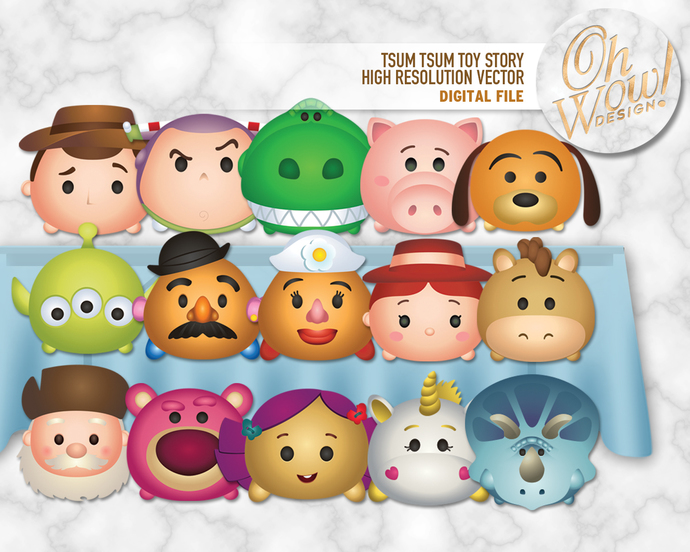 TSUM TSUM TOY STORY
HIGH RESOLUTION VECTOR
DIGITAL FILE
Oh
Wow!
DESIGN